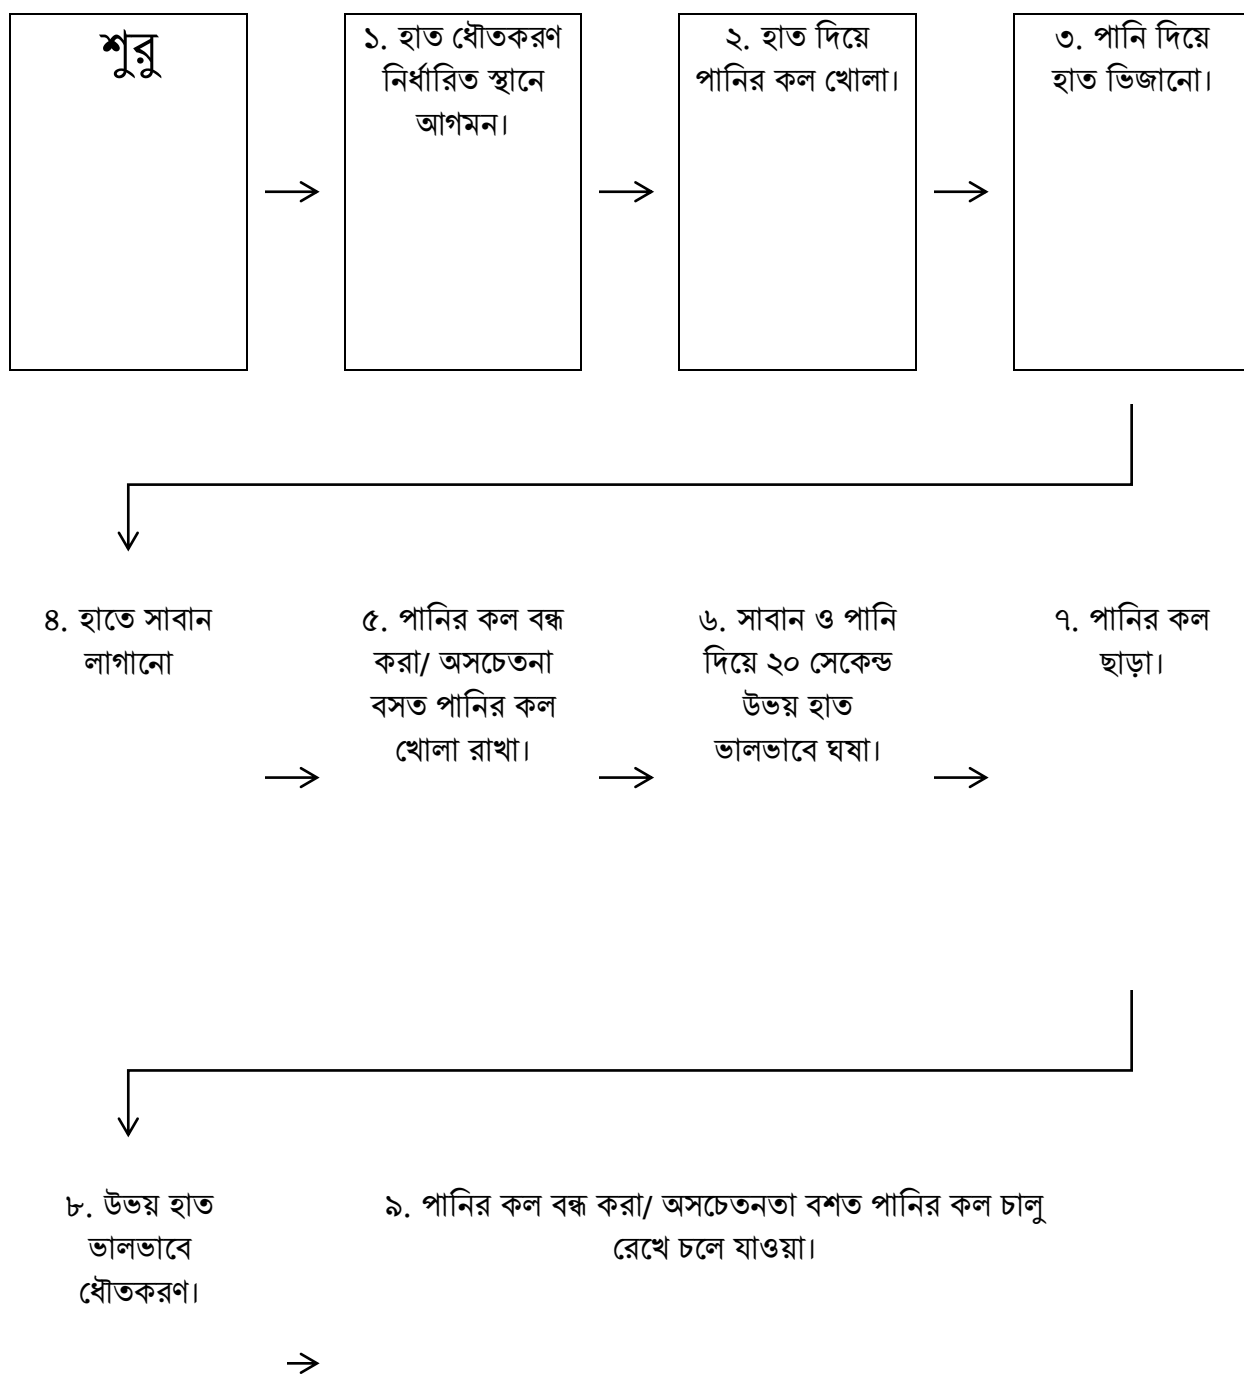 শুরু
১. হাত ধৌতকরণ
নির্ধারিত স্থানে
আগমন।
২. হাত দিয়ে
পানির কল খোলা।
৩. পানি দিয়ে
হাত ভিজানো।
৪. হাতে সাবান
লাগানো
৫. পানির কল বন্ধ
করা/ অসচেতনা
বসত পানির কল
খোলা রাখা।
৬. সাবান ও পানি
দিয়ে ২০ সেকেন্ড
উভয় হাত
ভালভাবে ঘষা।
৭. পানির কল
ছাড়া।
৮. উভয় হাত
ভালভাবে
ধৌতকরণ।
৯. পানির কল বন্ধ করা/ অসচেতনতা বশত পানির কল চালু
রেখে চলে যাওয়া।